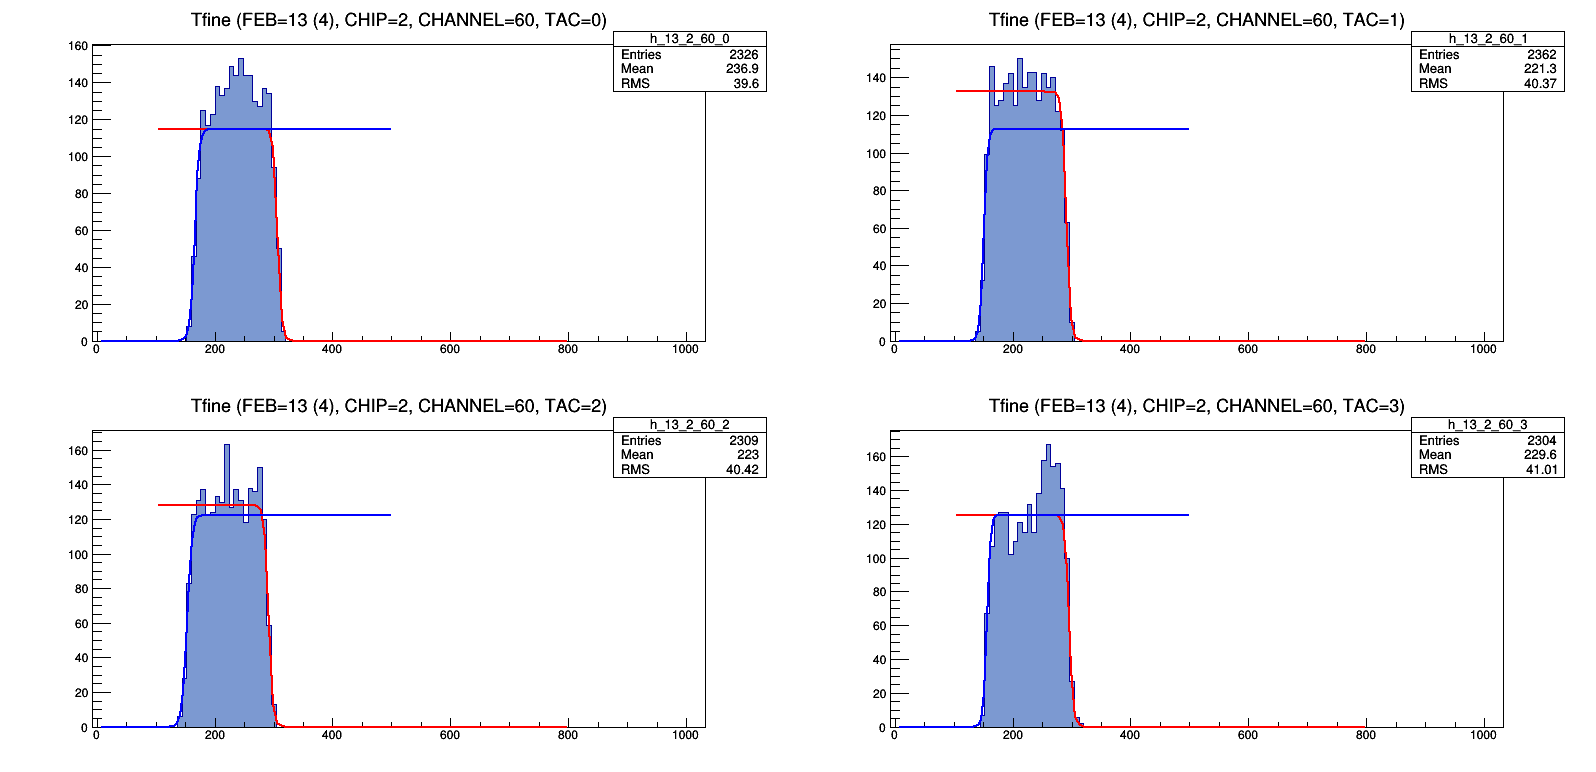 Tfine (FEB=13 (4), CHIP=2, CHANNEL=60, TAC=0)
h_13_2_60_0
Entries 2326
Mean 236.9
RMS 39.6
160
140
120
100
80
60
40
20
0
0 200 400 600 800 1000
Tfine (FEB=13 (4), CHIP=2, CHANNEL=60, TAC=1)
h_13_2_60_1
Entries 2362
Mean 221.3
RMS 40.37
140
120
100
80
60
40
20
0
0 200 400 600 800 1000
Tfine (FEB=13 (4), CHIP=2, CHANNEL=60, TAC=2)
h_13_2_60_2
Entries 2309
Mean 223
RMS 40.42
160
140
120
100
80
60
40
20
0
0 200 400 600 800 1000
Tfine (FEB=13 (4), CHIP=2, CHANNEL=60, TAC=3)
h_13_2_60_3
Entries 2304
Mean 229.6
RMS 41.01
160
140
120
100
80
60
40
20
0
0 200 400 600 800 1000